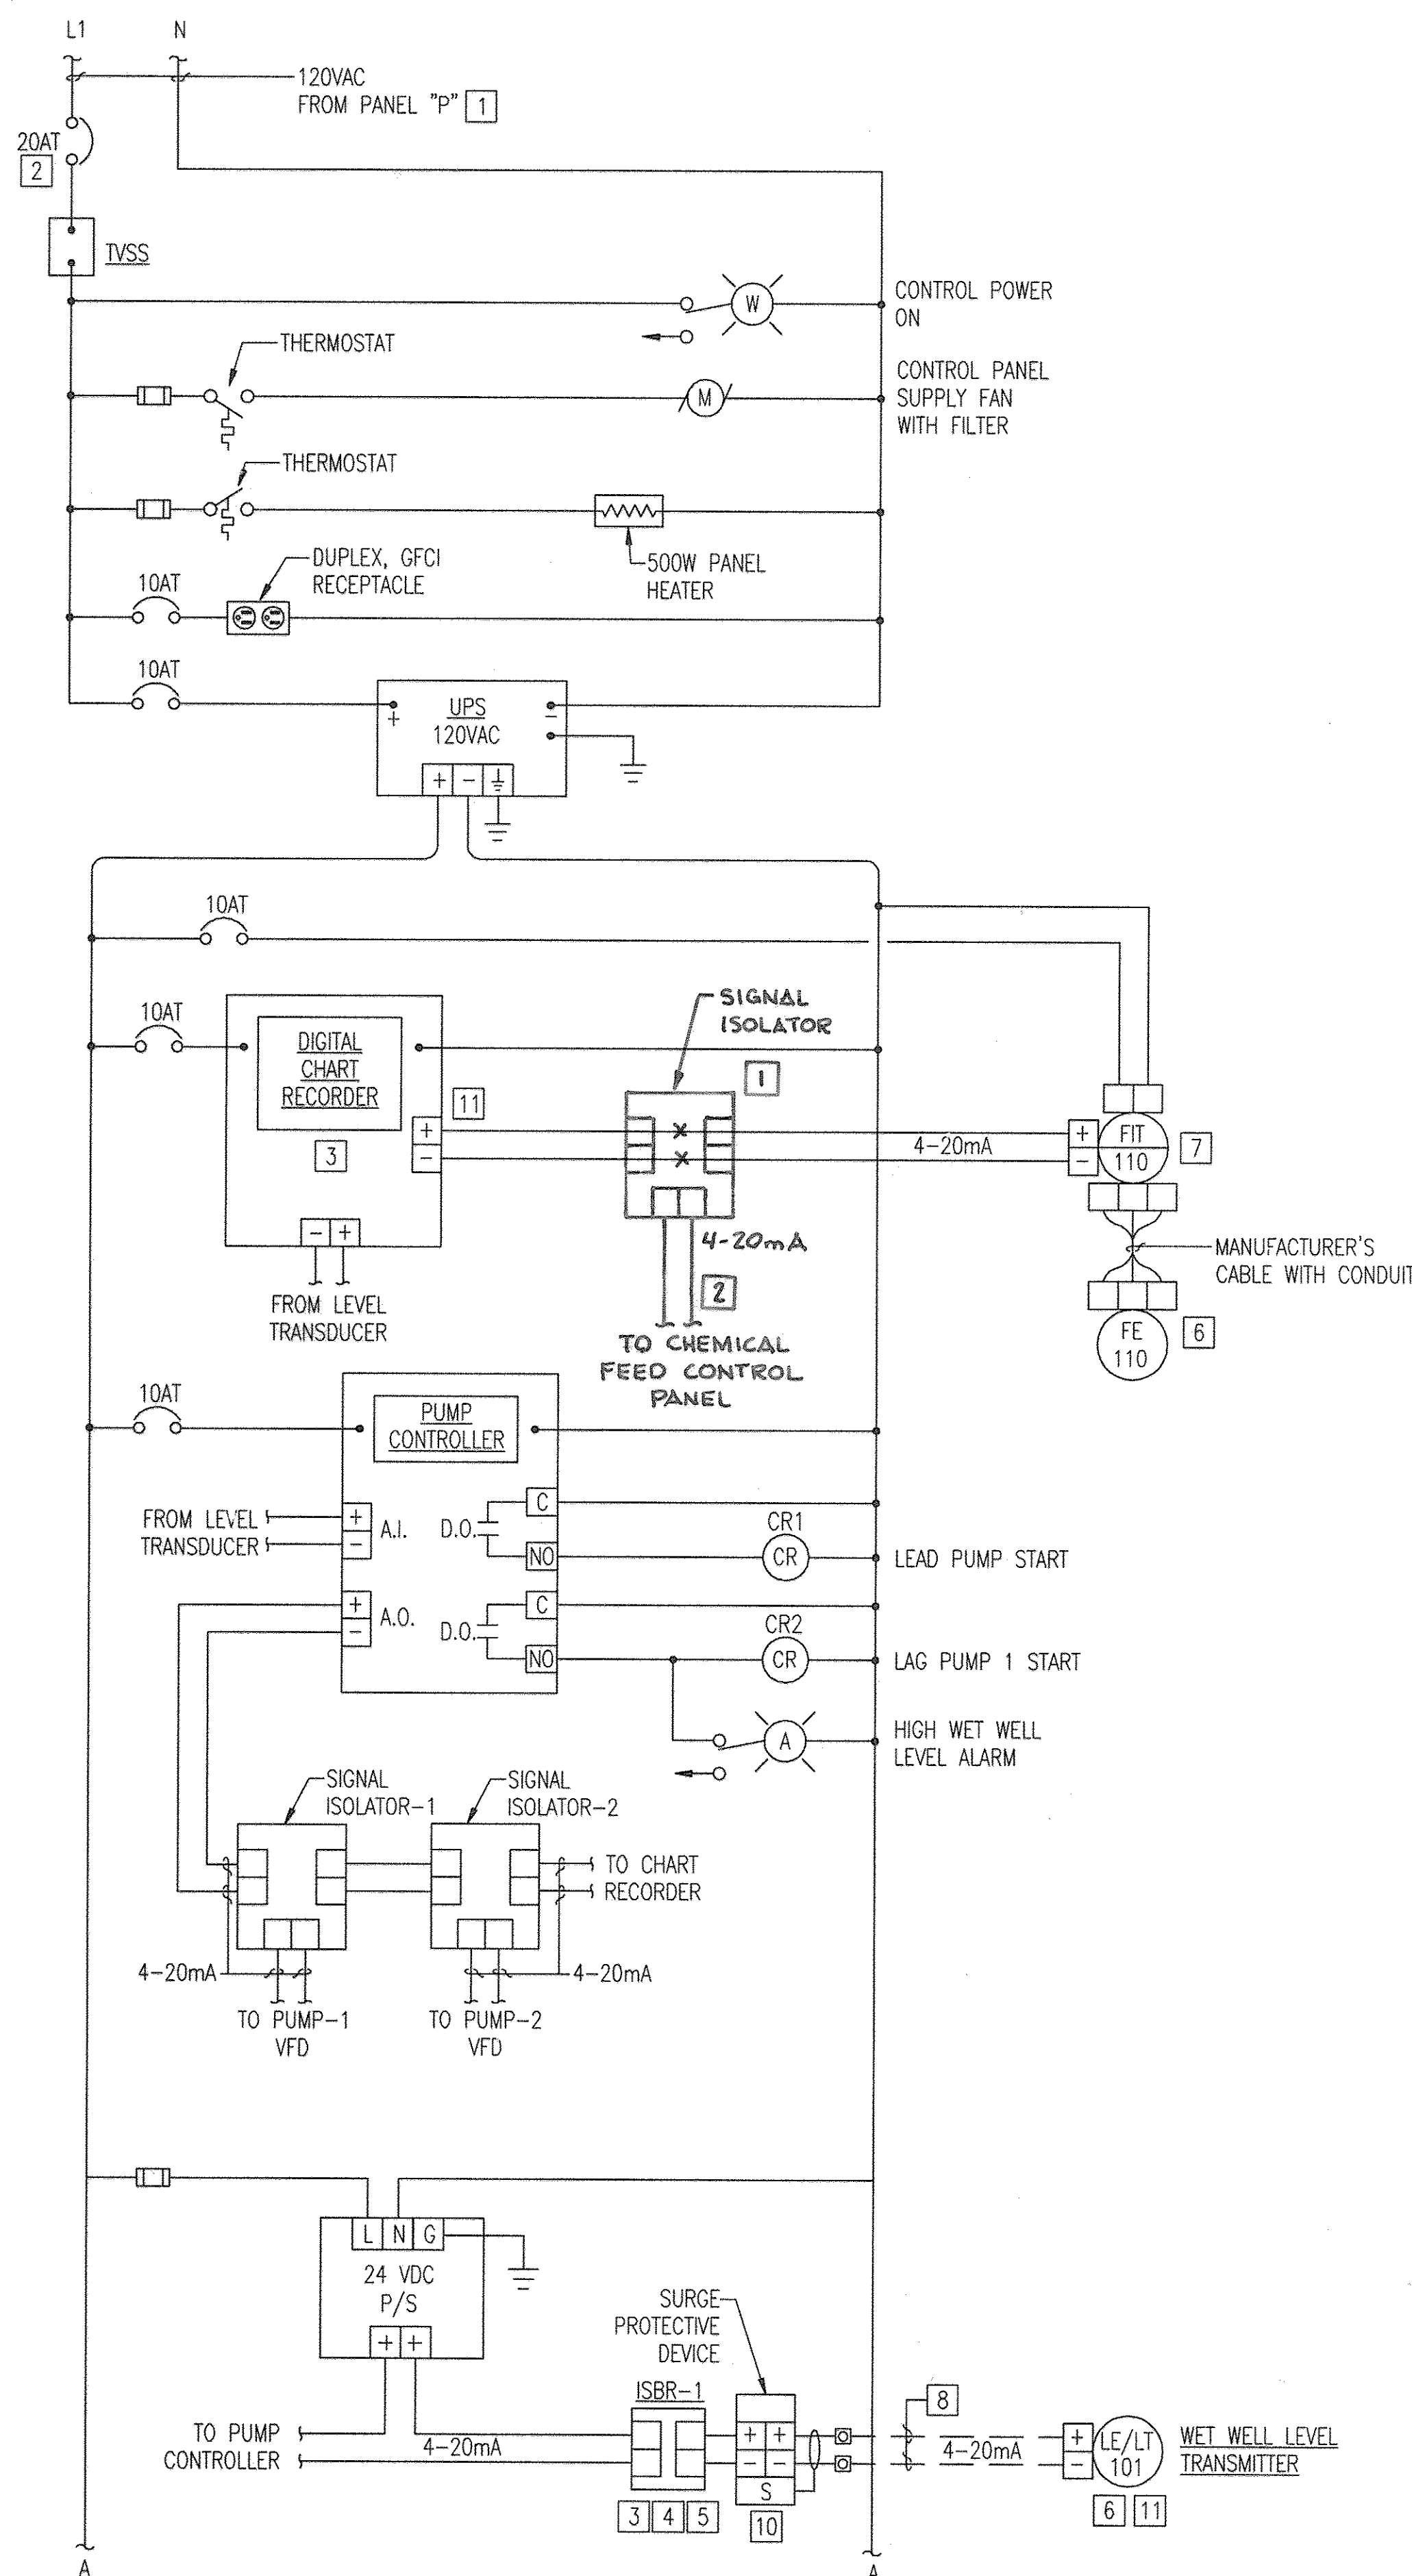 L1
N
120VAC
FROM PANEL "P" 1
20AT
2
TVSS
W
CONTROL POWER
ON
THERMOSTAT
M
CONTROL PANEL
SUPPLY FAN
WITH FILTER
THERMOSTAT
500W PANEL
HEATER
DUPLEX, GFCI
RECEPTACLE
10AT
10AT
UPS
120VAC
+ -
+ -
10AT
10AT
DIGITAL
CHART
RECORDER
3
11
+
-
- +
FROM LEVEL
TRANSDUCER
SIGNAL
ISOLATOR
1
X
X
4-20mA
2
TO CHEMICAL
FEED CONTROL
PANEL
4-20mA
+
-
FIT
110
7
MANUFACTURER'S
CABLE WITH CONDUIT
FE
110
6
10AT
PUMP
CONTROLLER
FROM LEVEL
TRANSDUCER
+
-
A.I.
D.O.
C
NO
CR1
CR
LEAD PUMP START
+
-
A.O.
D.O.
C
NO
CR2
CR
LAG PUMP 1 START
A
HIGH WET WELL
LEVEL ALARM
SIGNAL
ISOLATOR-1
SIGNAL
ISOLATOR-2
TO CHART
RECORDER
4-20mA
4-20mA
TO PUMP-1
VFD
TO PUMP-2
VFD
L N G
24 VDC
P/S
+ +
SURGE
PROTECTIVE
DEVICE
ISBR-1
TO PUMP
CONTROLLER
4-20mA
3 4 5
+ +
- -
S
10
8
4-20mA
+
-
LE/LT
101
WET WELL LEVEL
TRANSMITTER
6 11
A
A